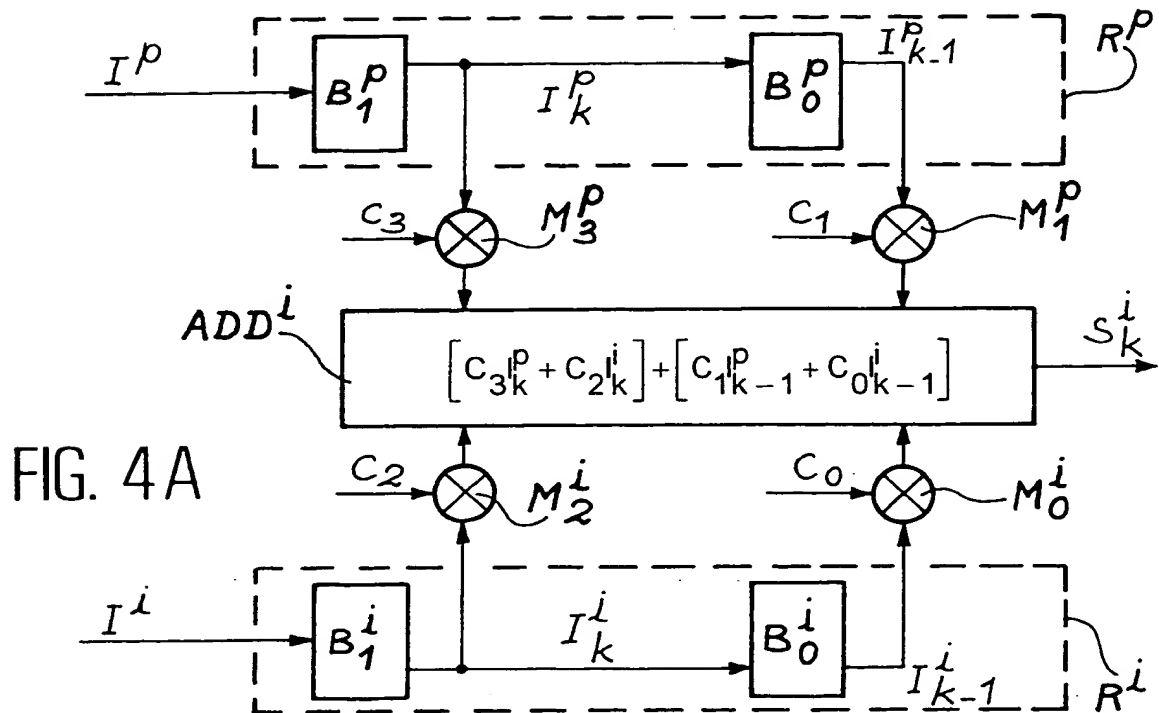 I^p
B_1^p
I_k^p
B_0^p
I_{k-1}^p
R^p
C_3
M_3^p
C_1
M_1^p
ADD^i
[C_3I_k^p + C_2I_k^i] + [C_1I_{k-1}^p + C_0I_{k-1}^i]
S_k^i
FIG. 4A
C_2
M_2^i
C_0
M_0^i
I^i
B_1^i
I_k^i
B_0^i
I_{k-1}^i
R^i